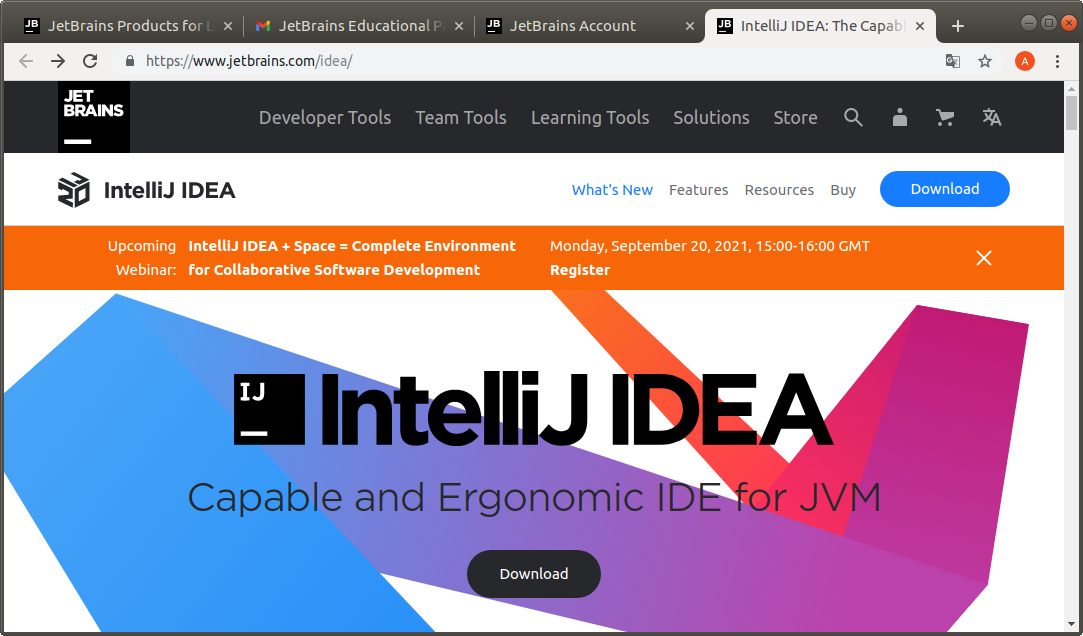 JB JetBrains Products for L
JetBrains Educational P
JB JetBrains Account
JB IntelliJ IDEA: The Capab
https://www.jetbrains.com/idea/
A
JET
BRAINS
Developer Tools Team Tools Learning Tools Solutions Store
IntelliJ IDEA
What's New Features Resources Buy Download
Upcoming IntelliJ IDEA + Space = Complete Environment Monday, September 20, 2021, 15:00-16:00 GMT
Webinar: for Collaborative Software Development Register
IJ IntelliJ IDEA
Capable and Ergonomic IDE for JVM
Download